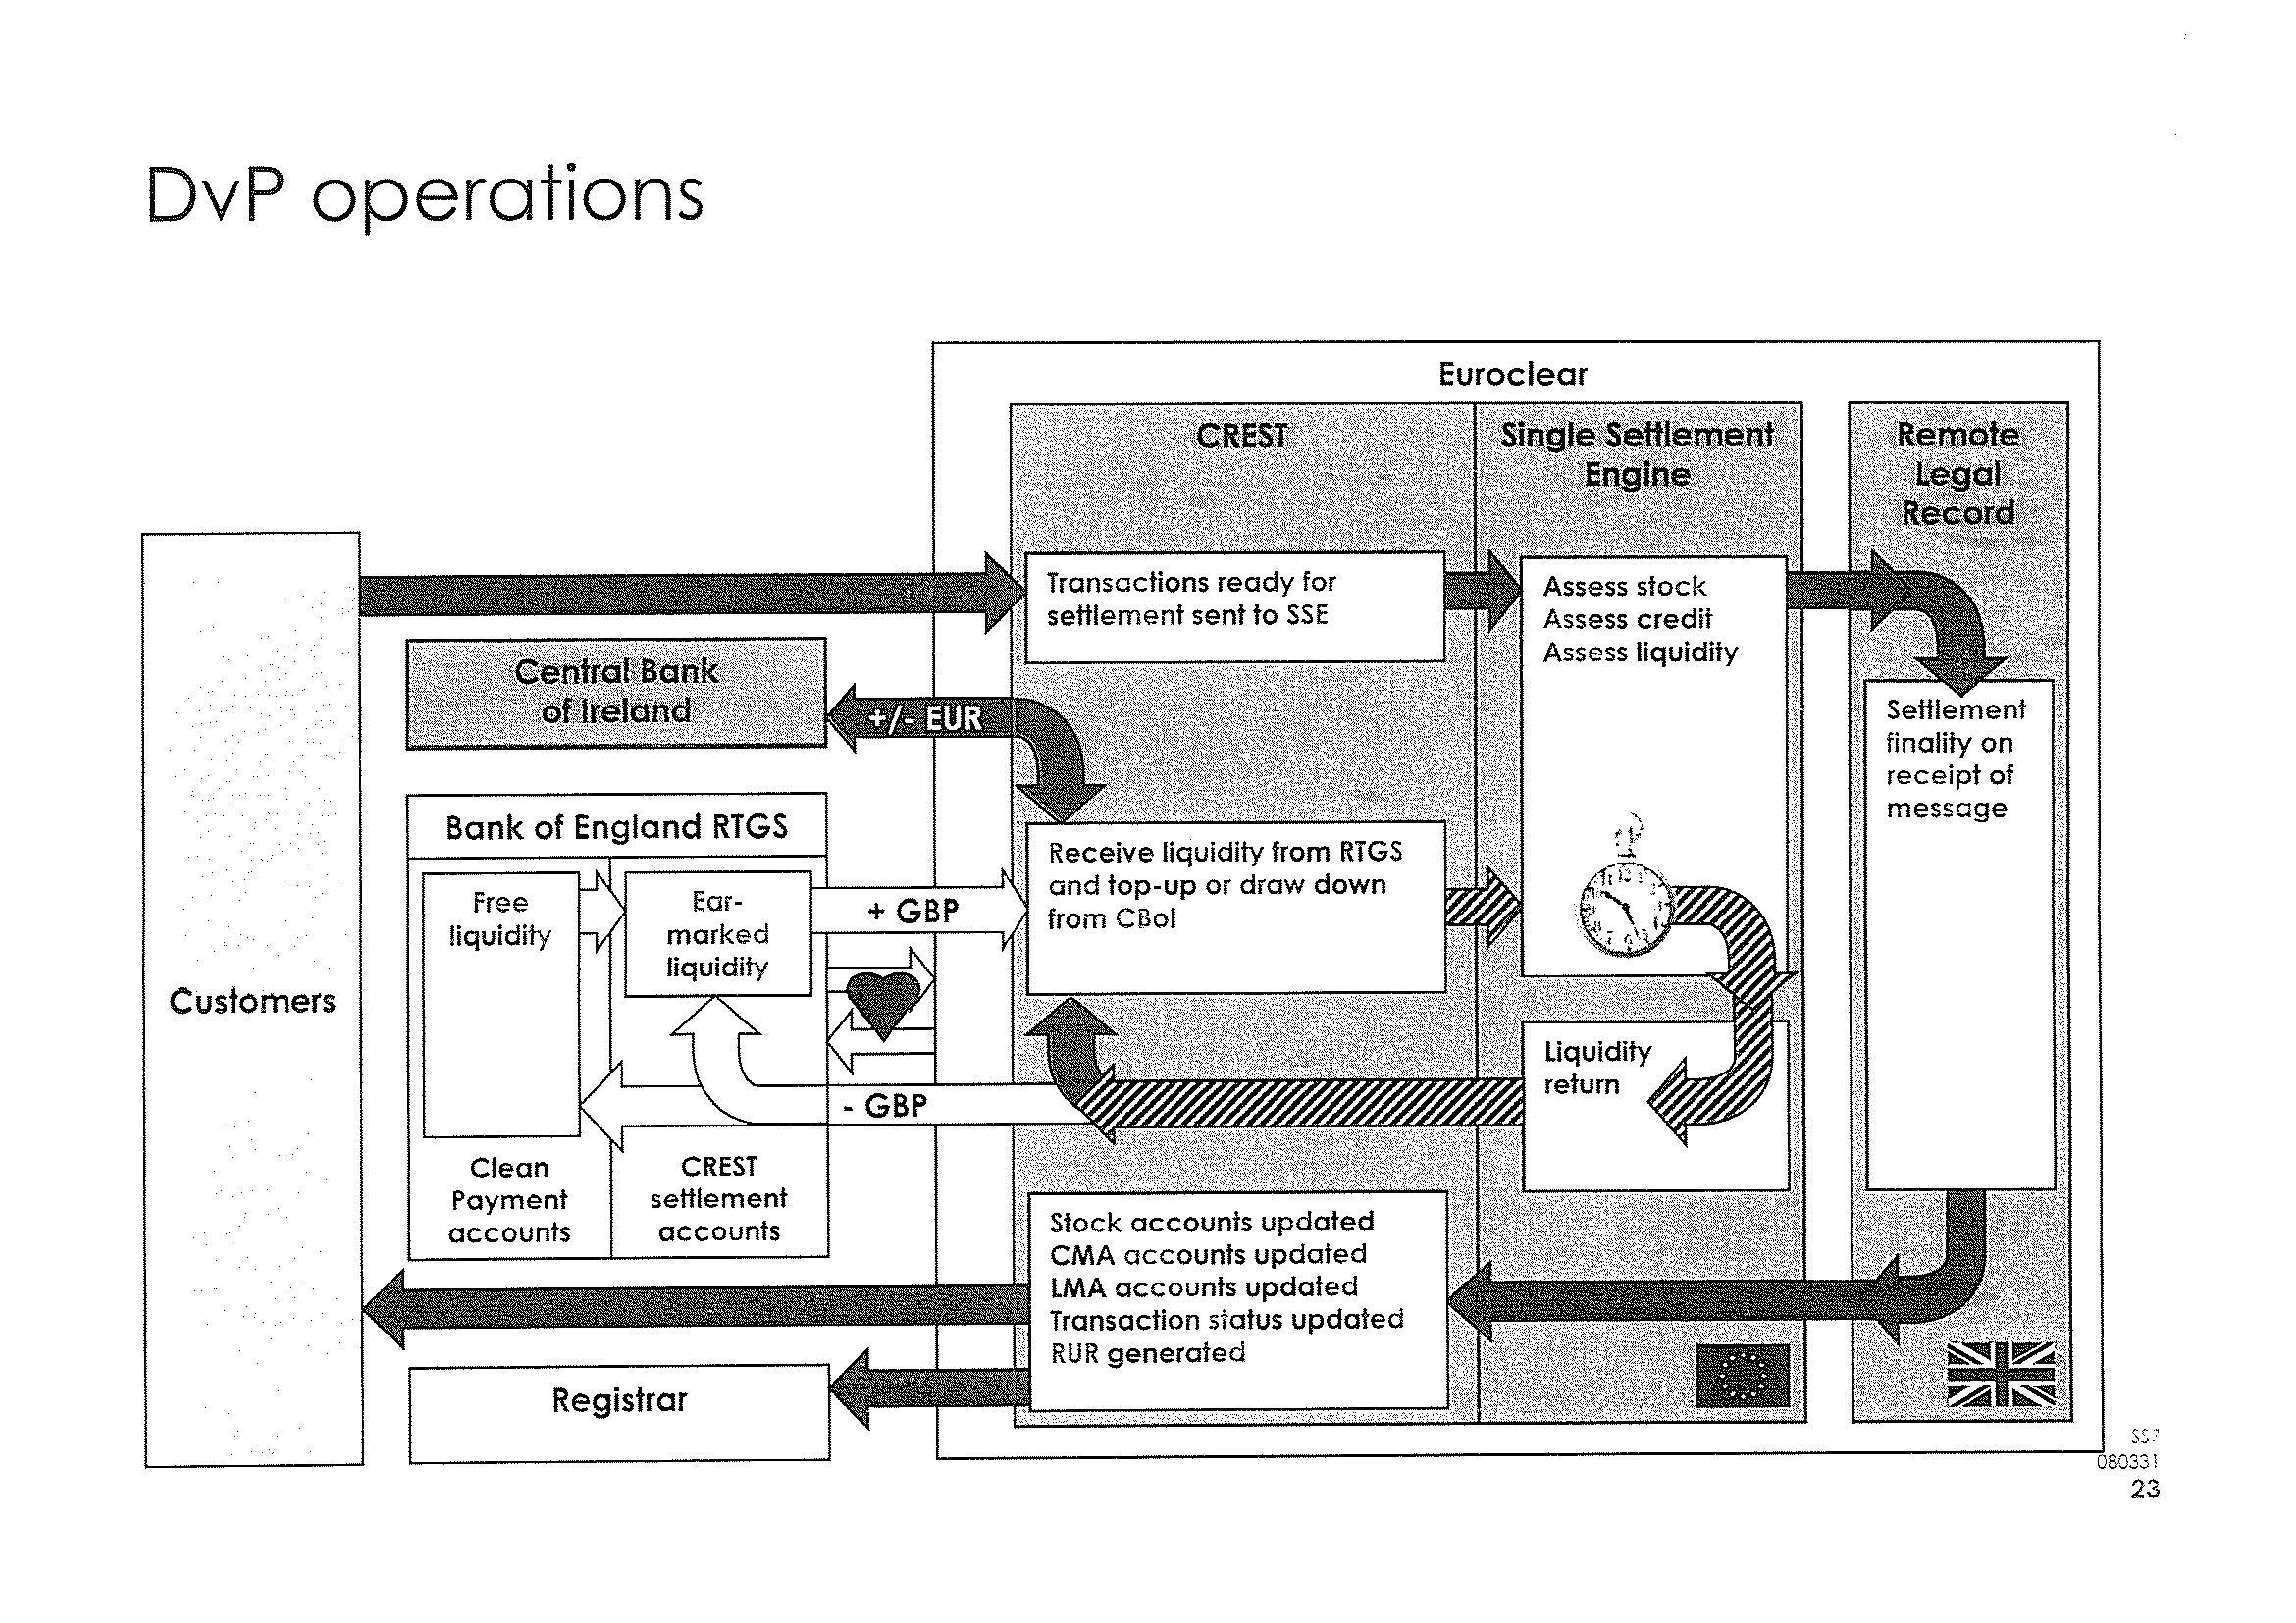 DvP operations
Euroclear
CREST
Single Settlement
Engine
Remote
Legal
Record
Customers
Transactions ready for
settlement sent to SSE
Assess stock
Assess credit
Assess liquidity
Central Bank
of Ireland
+/- EUR
Settlement
finality on
receipt of
message
Bank of England RTGS
Free
liquidity
Ear-
marked
liquidity
+ GBP
Receive liquidity from RTGS
and top-up or draw down
from CBoI
Liquidity
return
- GBP
Clean
Payment
accounts
CREST
settlement
accounts
Stock accounts updated
CMA accounts updated
LMA accounts updated
Transaction status updated
RUR generated
Registrar
080331
23